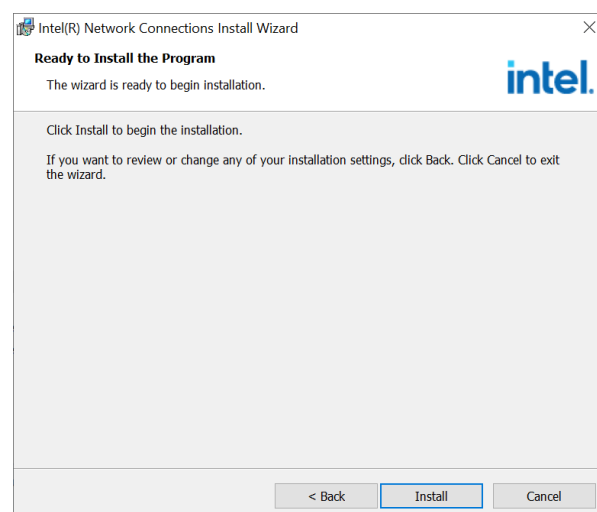 Intel(R) Network Connections Install Wizard
Ready to Install the Program
The wizard is ready to begin installation.
intel.
Click Install to begin the installation.
If you want to review or change any of your installation settings, click Back. Click Cancel to exit
the wizard.
< Back Install Cancel